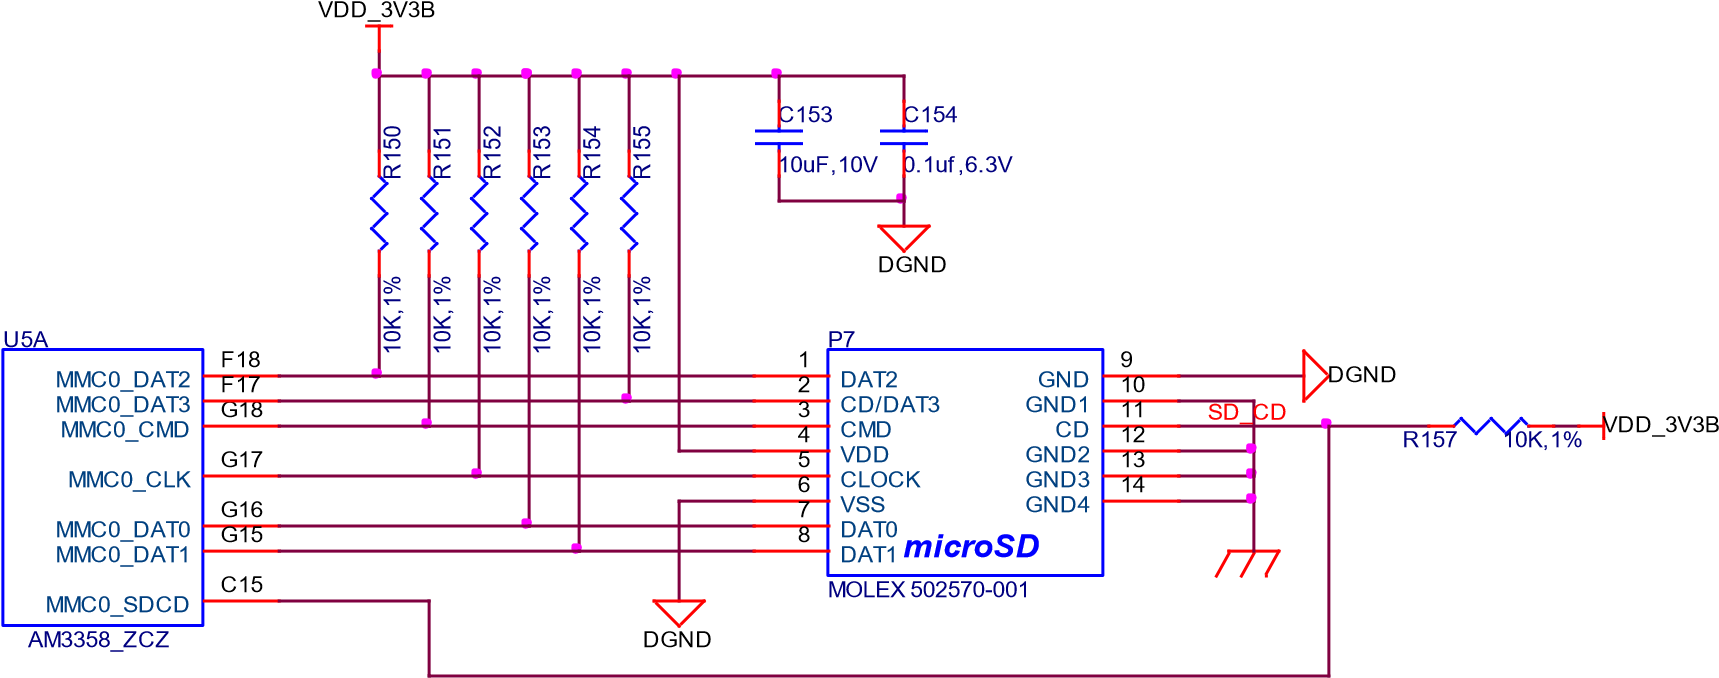 VDD_3V3B
C153
C154
R150
R151
R152
R153
R154
R155
10uF,10V
0.1uf,6.3V
DGND
10K,1%
10K,1%
10K,1%
10K,1%
10K,1%
10K,1%
U5A
F18
MMC0_DAT2
F17
MMC0_DAT3
G18
MMC0_CMD
G17
MMC0_CLK
G16
MMC0_DAT0
G15
MMC0_DAT1
C15
MMC0_SDCD
AM3358_ZCZ
P7
1
DAT2
2
CD/DAT3
3
CMD
4
VDD
5
CLOCK
6
VSS
7
DAT0
8
DAT1
microSD
MOLEX 502570-001
9
GND
10
GND1
11
CD
12
GND2
13
GND3
14
GND4
DGND
SD_CD
R157
10K,1%
VDD_3V3B
DGND